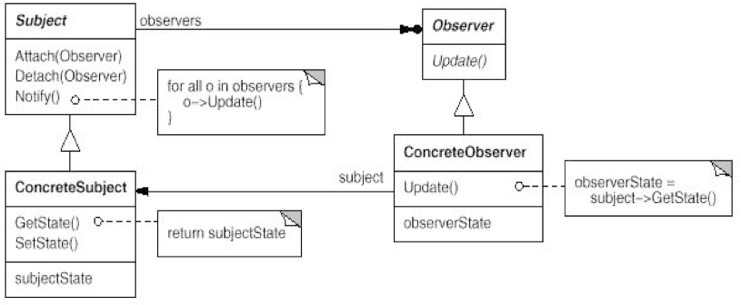 Subject
observers
Observer
Attach(Observer)
Detach(Observer)
Notify()
for all o in observers {
o->Update()
}
Update()
ConcreteSubject
GetState()
SetState()
subjectState
return subjectState
subject
ConcreteObserver
Update()
observerState
observerState =
subject->GetState()